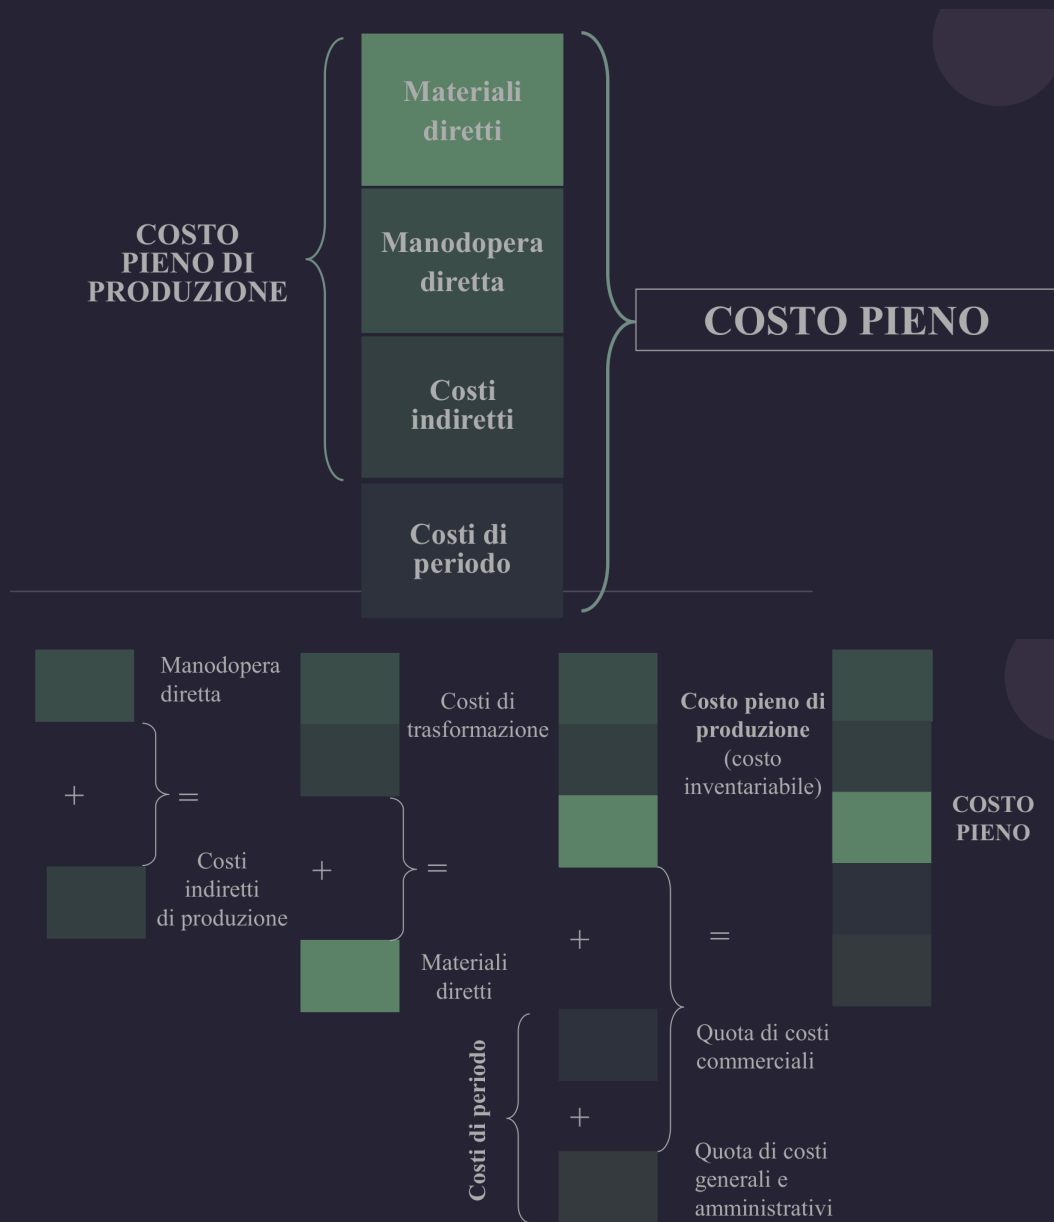 Materiali
diretti
COSTO
PIENO DI
PRODUZIONE
Manodopera
diretta
COSTO PIENO
Costi
indiretti
Costi di
periodo
Manodopera
diretta
+
=
Costi
indiretti
di produzione
Costi di
trasformazione
+
=
Materiali
diretti
Costo pieno di
produzione
(costo
inventariabile)
+
=
COSTO
PIENO
Costi di periodo
Quota di costi
commerciali
+
Quota di costi
generali e
amministrativi